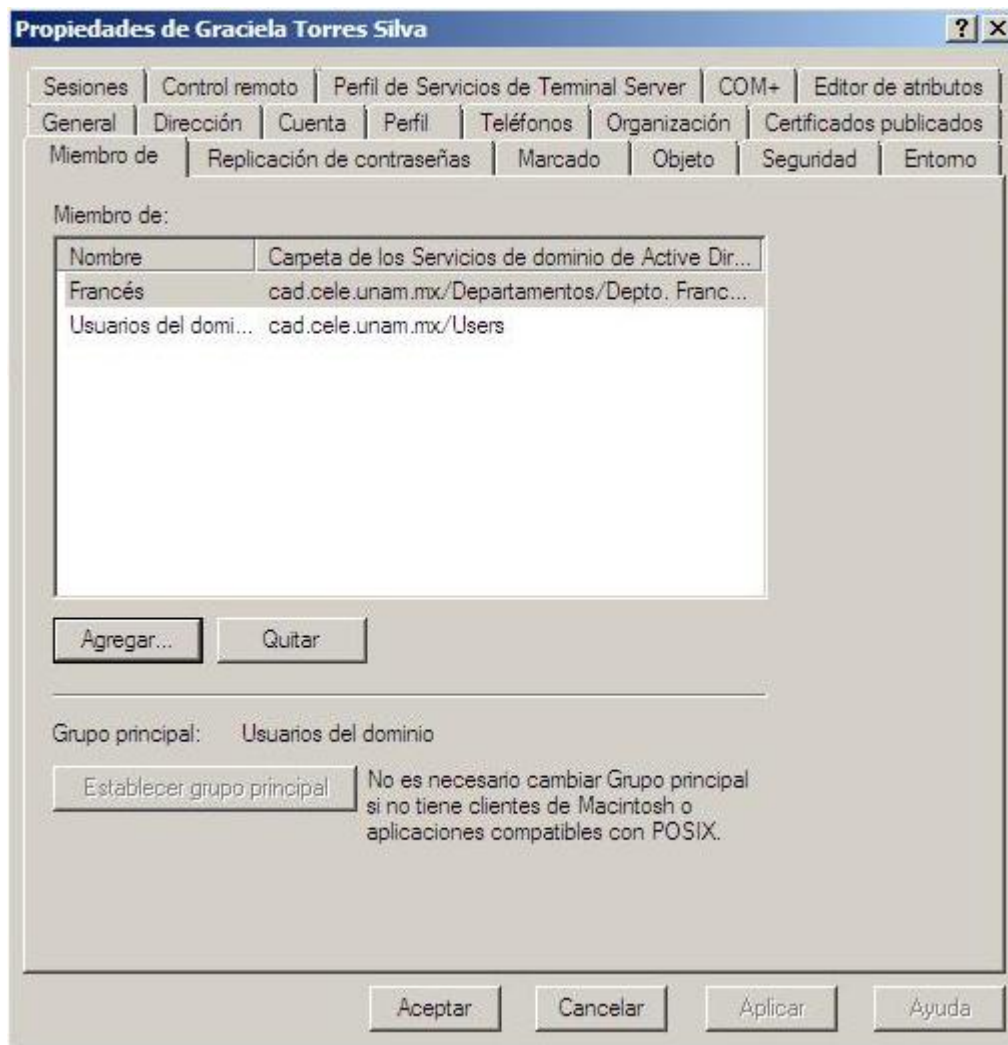 Propiedades de Graciela Torres Silva
Sesiones Control remoto Perfil de Servicios de Terminal Server COM+ Editor de atributos
General Dirección Cuenta Perfil Teléfonos Organización Certificados publicados
Miembro de Replicación de contraseñas Marcado Objeto Seguridad Entorno
Miembro de:
Nombre Carpeta de los Servicios de dominio de Active Dir...
Francés cad.cele.unam.mx/Departamentos/Depto. Franc...
Usuarios del domi... cad.cele.unam.mx/Users
Agregar... Quitar
Grupo principal: Usuarios del dominio
Establecer grupo principal
No es necesario cambiar Grupo principal
si no tiene clientes de Macintosh o
aplicaciones compatibles con POSIX.
Aceptar Cancelar Aplicar Ayuda